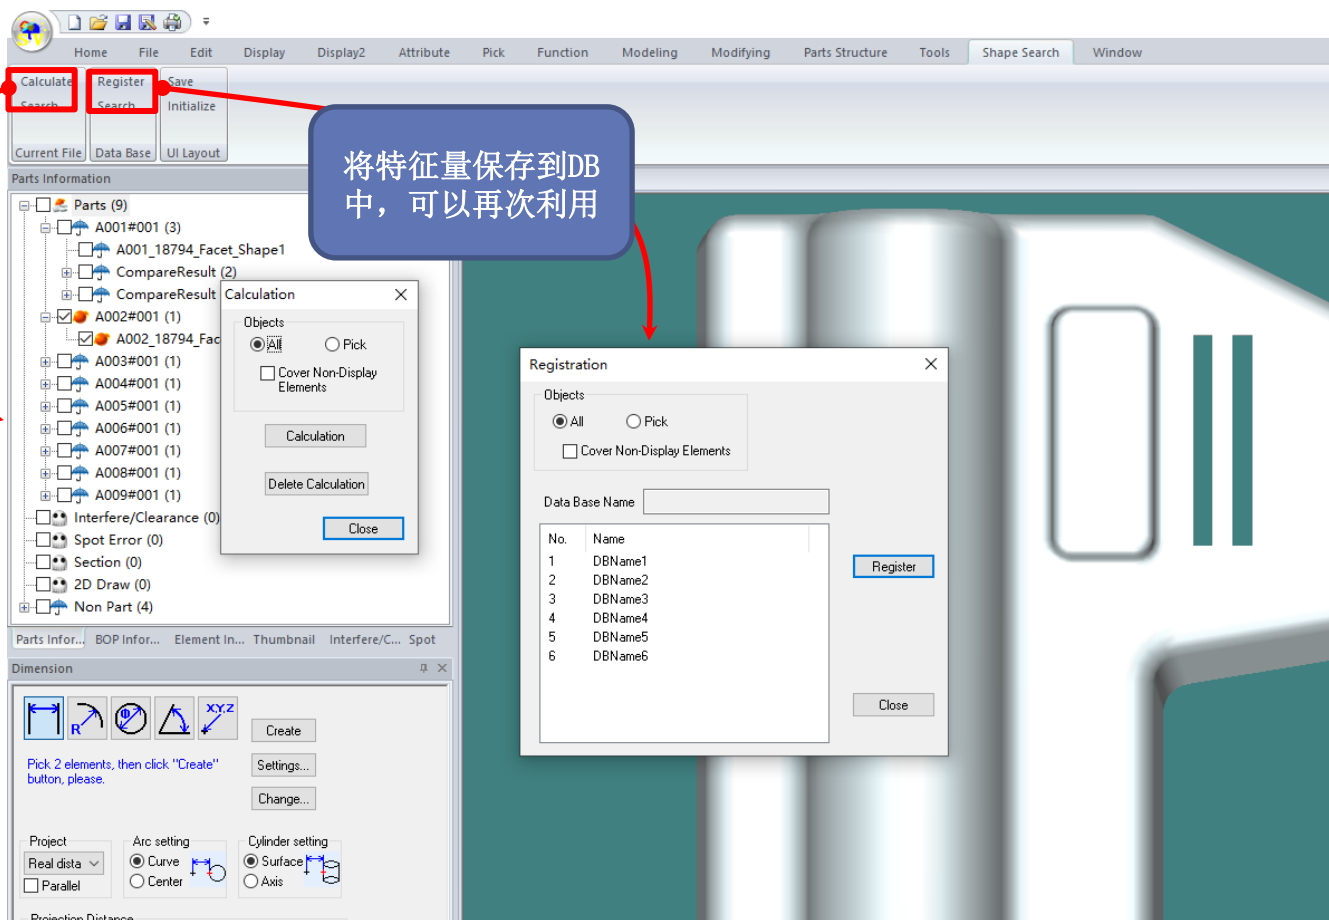 Home File Edit Display Display2 Attribute Pick Function Modeling Modifying Parts Structure Tools Shape Search Window
Calculate Register Save
Search Search Initialize
Current File Data Base UI Layout
将特征量保存到DB
中，可以再次利用
Parts Information
Parts (9)
A001#001 (3)
A001_18794_Facet_Shape1
CompareResult (2)
CompareResult
A002#001 (1)
A002_18794_Fac
A003#001 (1)
A004#001 (1)
A005#001 (1)
A006#001 (1)
A007#001 (1)
A008#001 (1)
A009#001 (1)
Interfere/Clearance (0)
Spot Error (0)
Section (0)
2D Draw (0)
Non Part (4)
Calculation
Objects
All Pick
Cover Non-Display
Elements
Calculation
Delete Calculation
Close
Registration
Objects
All Pick
Cover Non-Display Elements
Data Base Name
No. Name
1 DBName1
2 DBName2
3 DBName3
4 DBName4
5 DBName5
6 DBName6
Register
Close
Parts Infor... BOP Infor... Element In... Thumbnail Interfere/C... Spot
Dimension
R
X,Y,Z
Create
Pick 2 elements, then click "Create"
button, please.
Settings...
Change...
Project Arc setting Cylinder setting
Real dista Curve Surface
Parallel Center Axis
Projection Distance